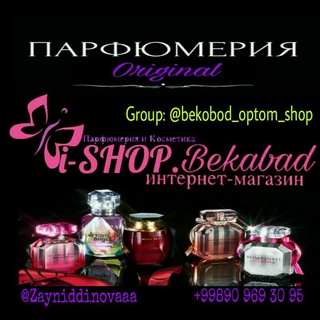 ПАРФЮМЕРИЯ
Original
Group: @bekobod_optom_shop
Парфюмерия и Косметика
i-SHOP.Bekabad
интернет-магазин
@Zayniddinovaaa
+99890 969 30 95